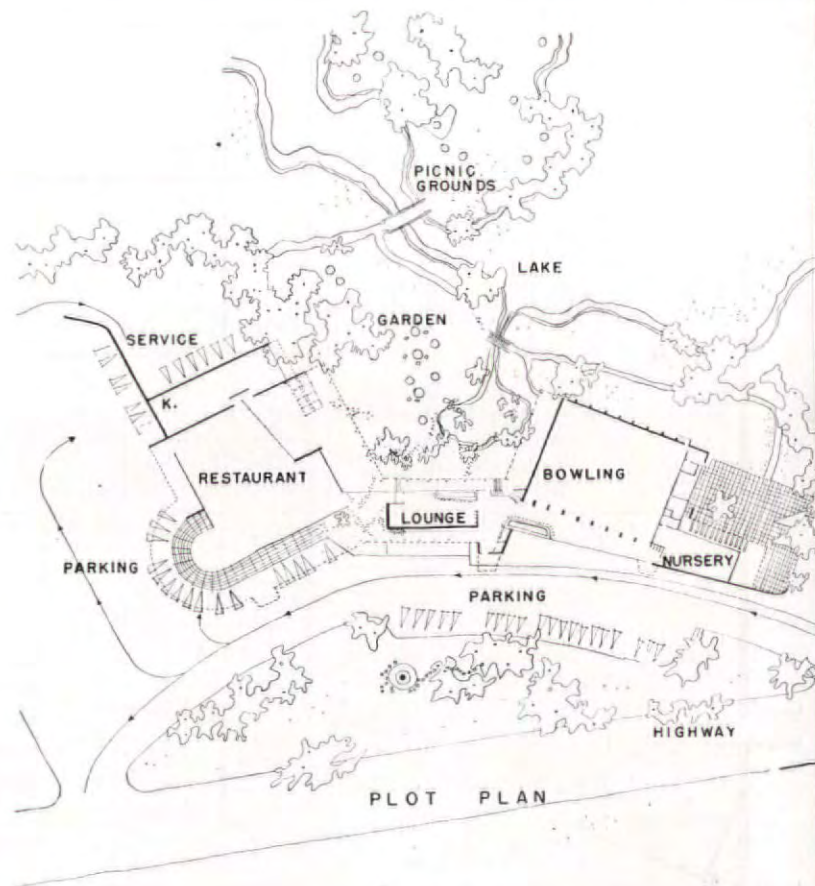 PICNIC
GROUNDS
LAKE
GARDEN
SERVICE
K.
RESTAURANT
BOWLING
LOUNGE
NURSERY
PARKING
PARKING
HIGHWAY
PLOT PLAN